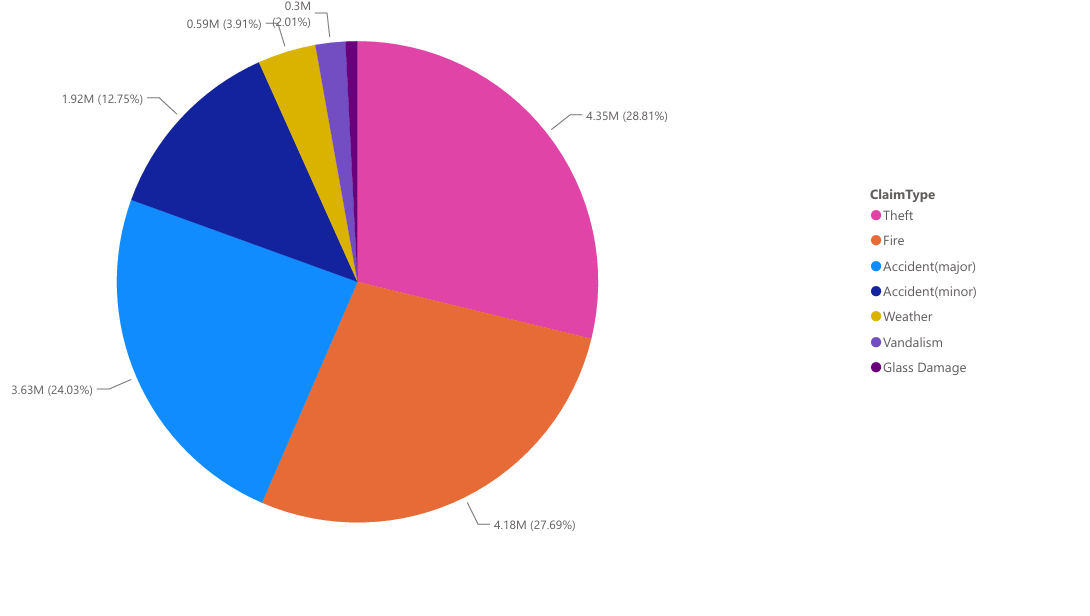 0.3M
(2.01%)
0.59M (3.91%)
1.92M (12.75%)
4.35M (28.81%)
3.63M (24.03%)
4.18M (27.69%)
ClaimType
Theft
Fire
Accident(major)
Accident(minor)
Weather
Vandalism
Glass Damage